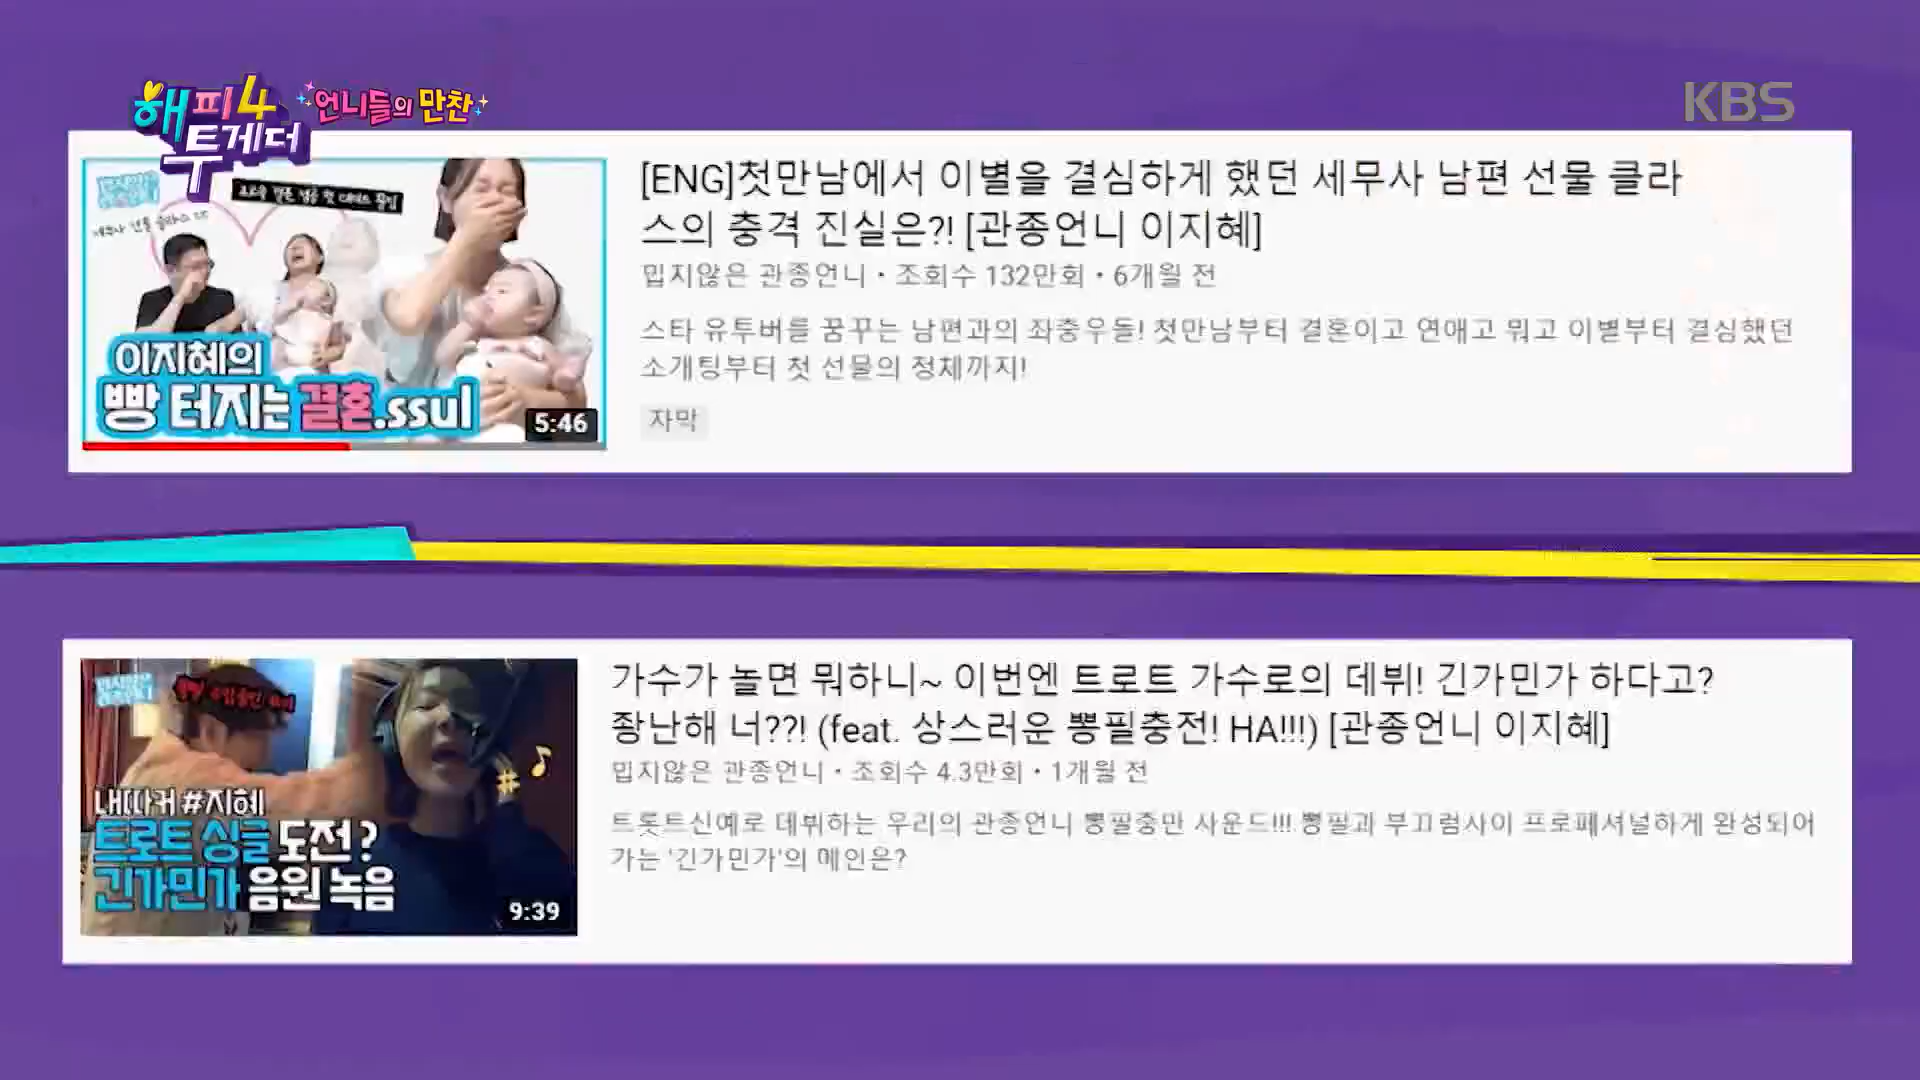 해피4
투게더
언니들의 만찬
KBS
[ENG]첫만남에서 이별을 결심하게 했던 세무사 남편 선물 클라
스의 충격 진실은?! [관종언니 이지혜]
밉지않은 관종언니 • 조회수 132만회 • 6개월 전
스타 유투버를 꿈꾸는 남편과의 좌충우돌! 첫만남부터 결혼이고 연애고 뭐고 이별부터 결심했던
소개팅부터 첫 선물의 정체까지!
자막
세무사 선물 클라스 ㄷㄷ
이지혜의
빵 터지는 결혼.ssul
5:46
가수가 놀면 뭐하니~ 이번엔 트로트 가수로의 데뷔! 긴가민가 하다고?
좡난해 너??! (feat. 상스러운 뽕필충전! HA!!!) [관종언니 이지혜]
밉지않은 관종언니 • 조회수 4.3만회 • 1개월 전
트롯트신예로 데뷔하는 우리의 관종언니 뽕필충만 사운드!!! 뽕필과 부끄럼사이 프로페셔널하게 완성되어
가는 '긴가민가'의 메인은?
내따커 #지혜
트로트 싱글 도전?
긴가민가 음원 녹음
9:39